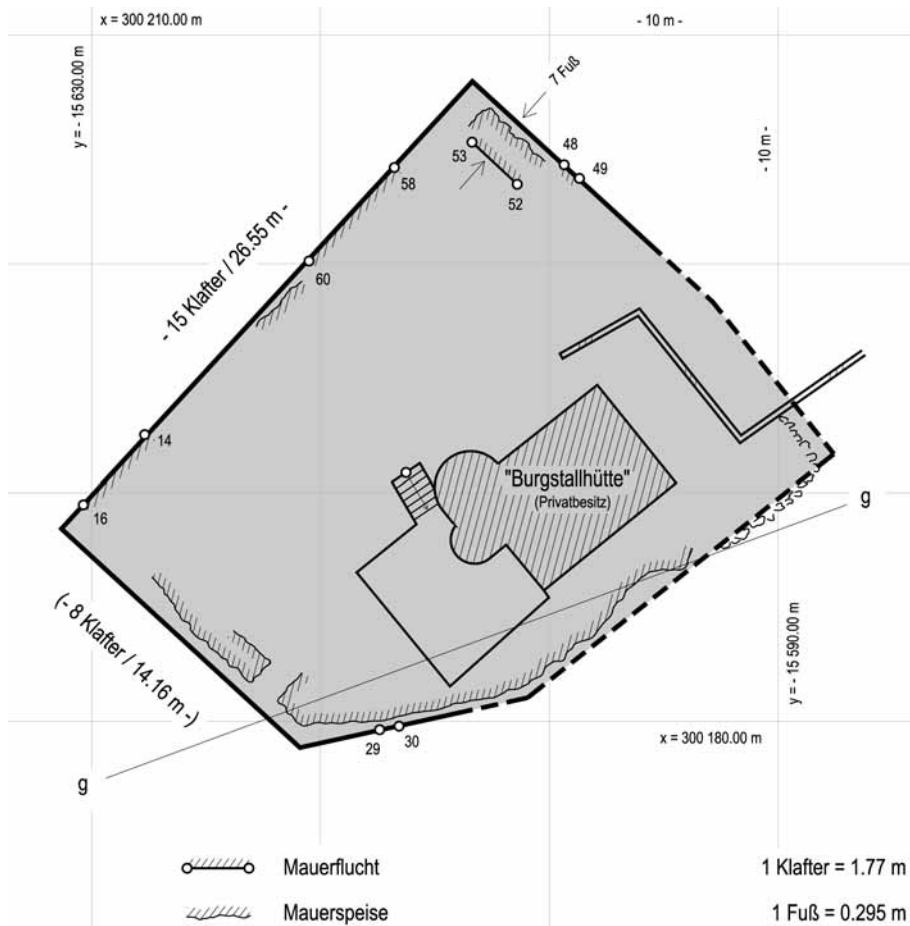 x = 300 210.00 m
- 10 m -
y = - 15 630.00 m
7 Fuß
- 10 m -
48
53
49
58
52
- 15 Klafter / 26.55 m -
60
14
"Burgstallhütte"
(Privatbesitz)
g
16
(- 8 Klafter / 14.16 m -)
y = - 15 590.00 m
29
30
x = 300 180.00 m
g
Mauerflucht
1 Klafter = 1.77 m
Mauerspeise
1 Fuß = 0.295 m